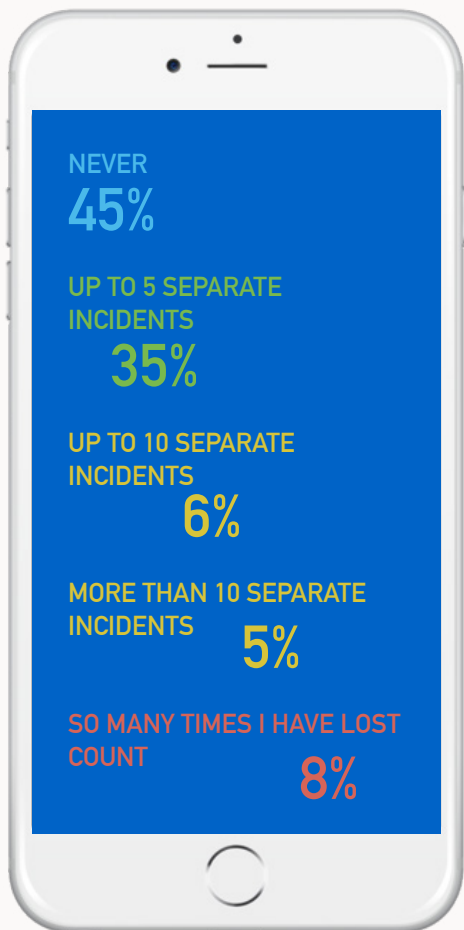 NEVER
45%
UP TO 5 SEPARATE
INCIDENTS
35%
UP TO 10 SEPARATE
INCIDENTS
6%
MORE THAN 10 SEPARATE
INCIDENTS
5%
SO MANY TIMES I HAVE LOST
COUNT
8%